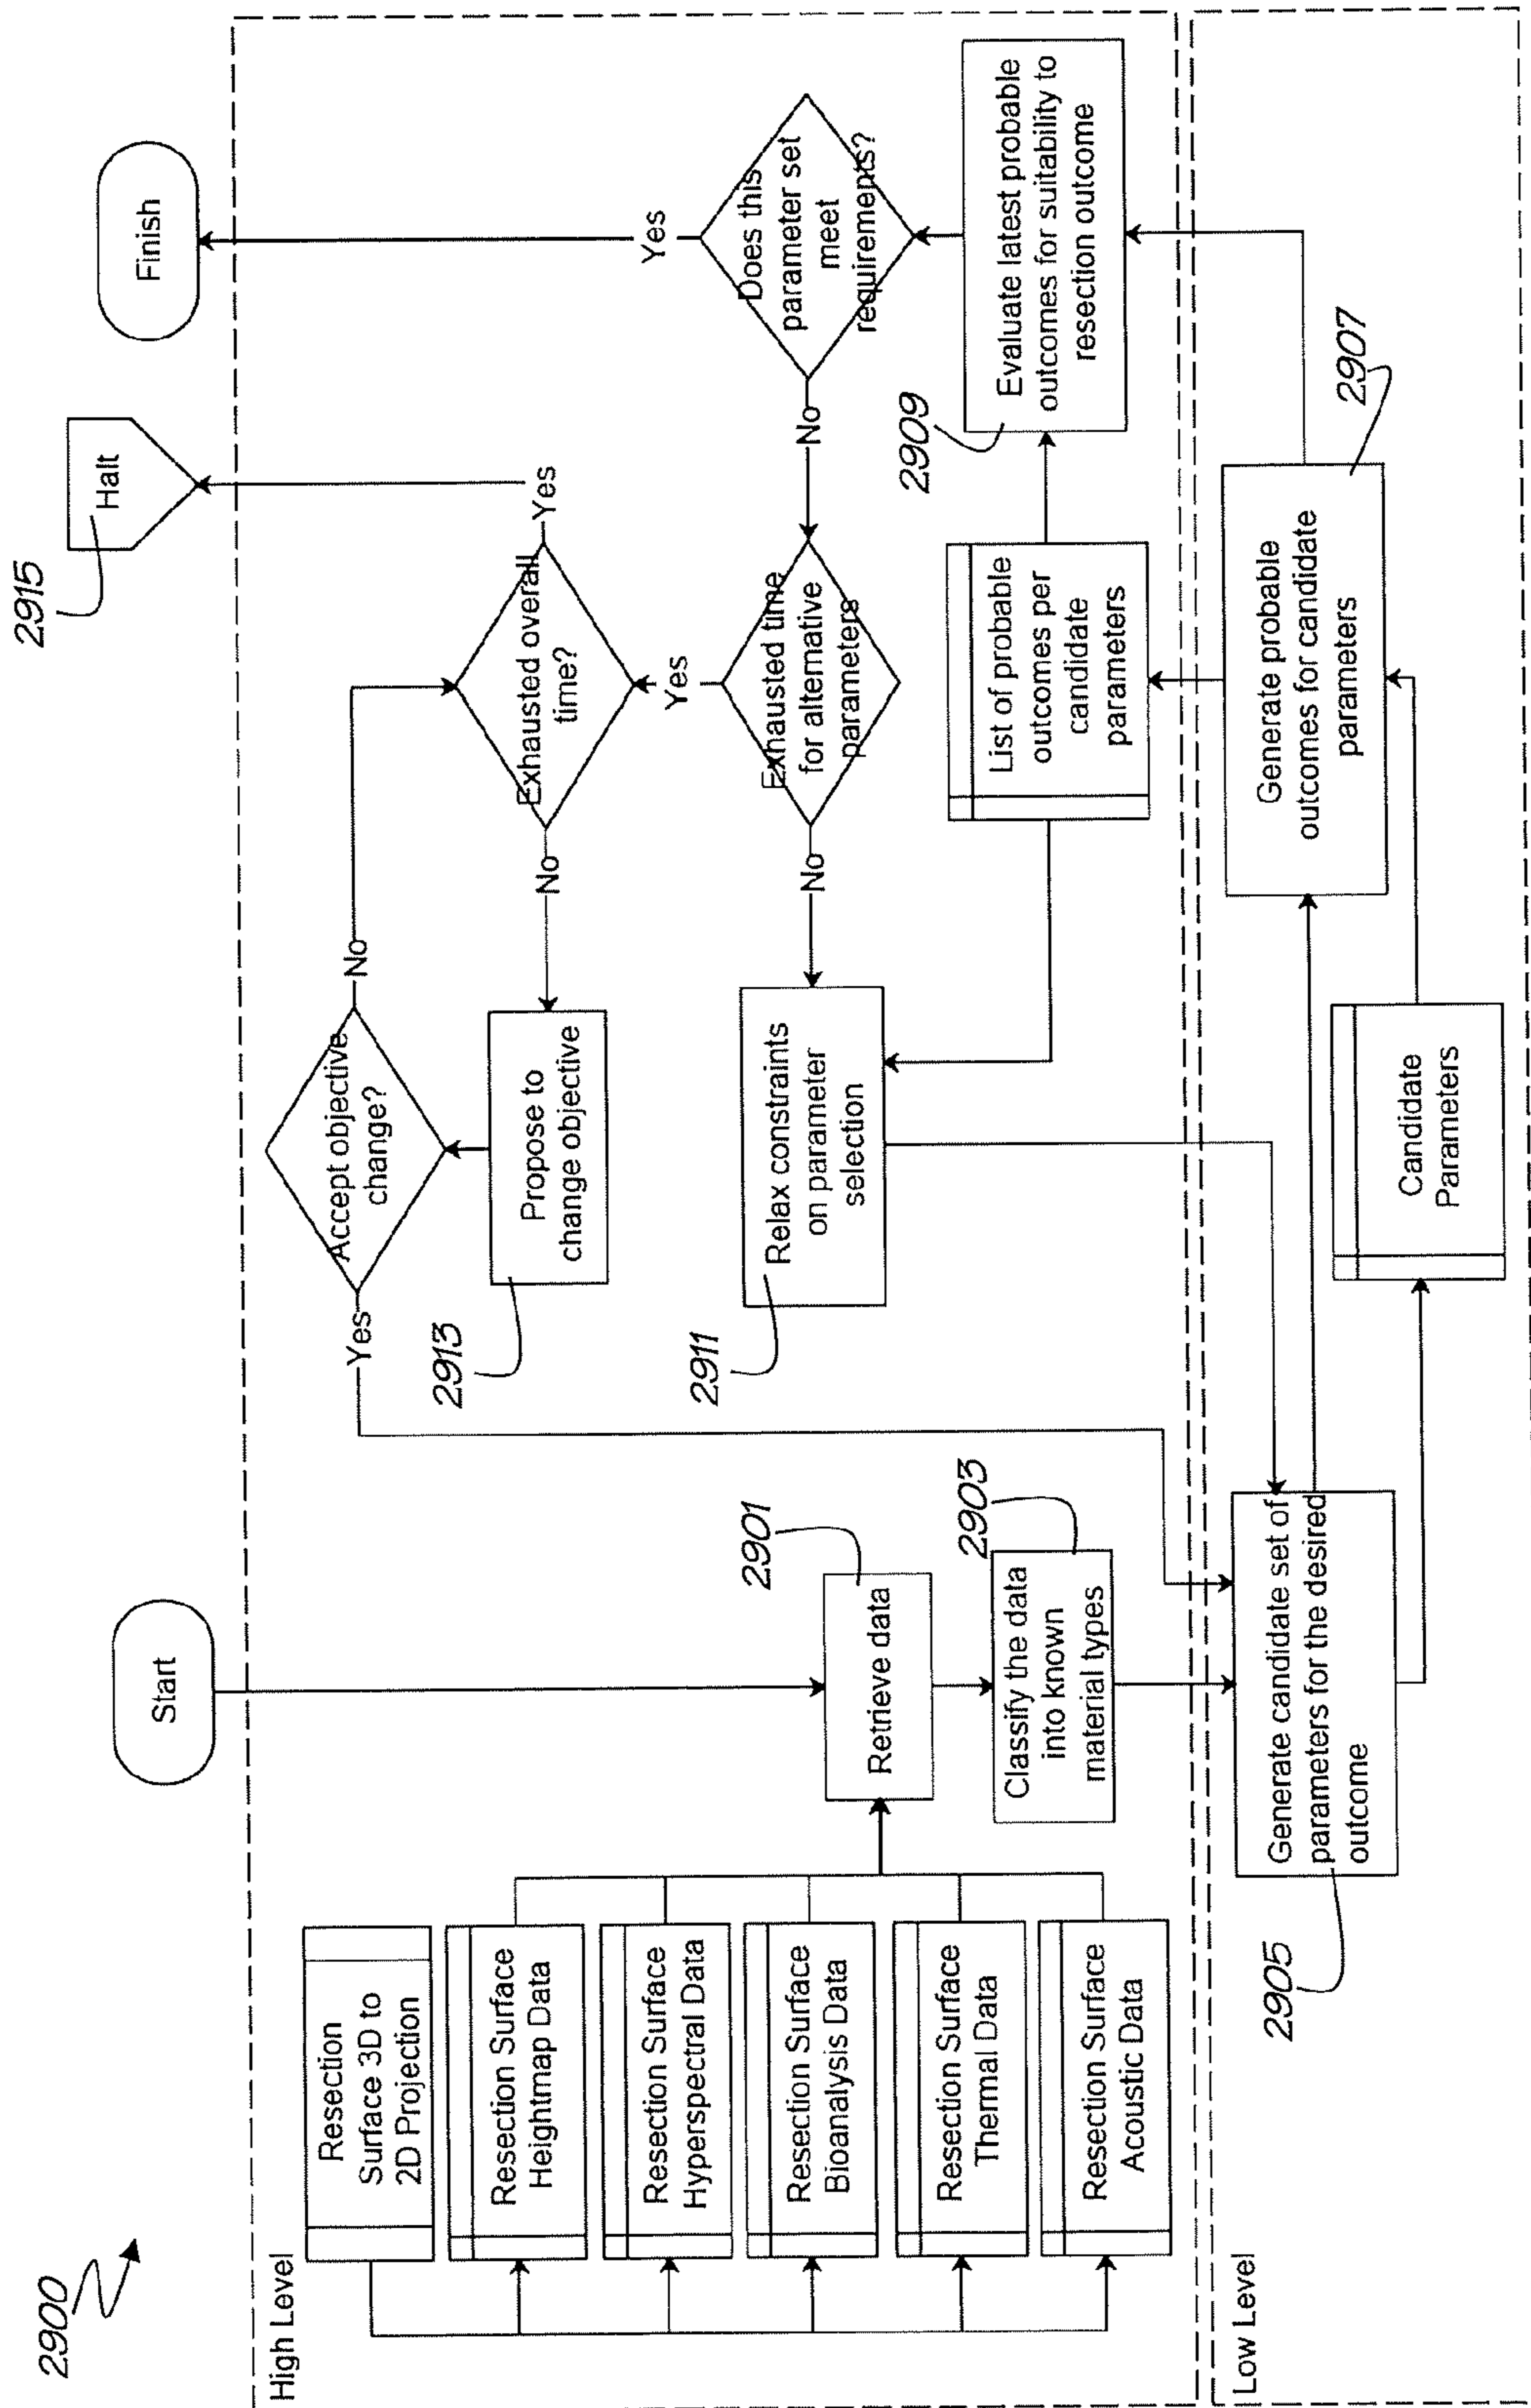 2900
Start
2915
Halt
Finish
High Level
Resection
Surface 3D to
2D Projection
Resection Surface
Heightmap Data
Resection Surface
Hyperspectral Data
Resection Surface
Bioanalysis Data
Resection Surface
Thermal Data
Resection Surface
Acoustic Data
2901
Retrieve data
2903
Classify the data
into known
material types
Yes
Accept objective
change?
No
2913
Propose to
change objective
No
Exhausted overall
time?
Yes
Yes
2911
Relax constraints
on parameter
selection
No
Exhausted time
for alternative
parameters
No
Does this
parameter set
meet
requirements?
Yes
List of probable
outcomes per
candidate
parameters
2909
Evaluate latest probable
outcomes for suitability to
resection outcome
Low Level
2905
Generate candidate set of
parameters for the desired
outcome
Candidate
Parameters
Generate probable
outcomes for candidate
parameters
2907